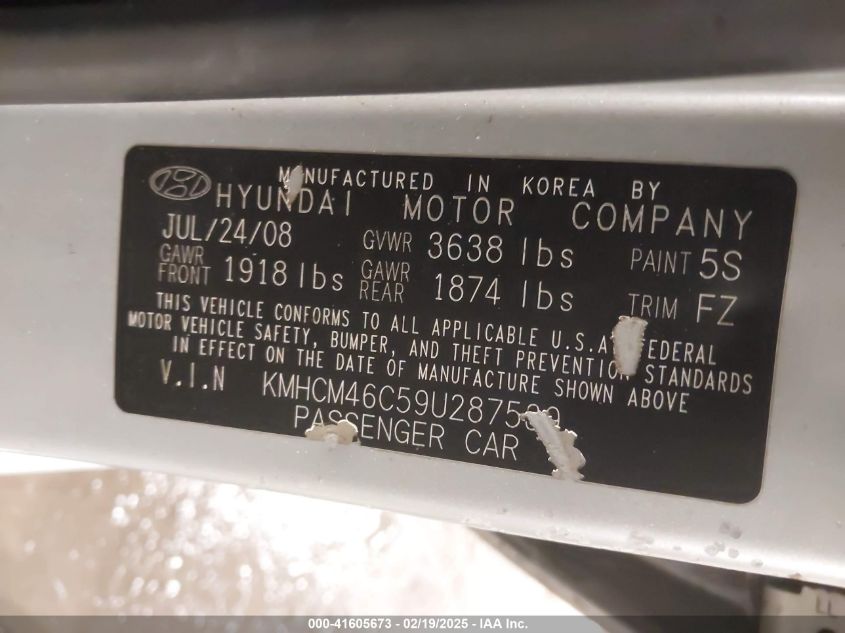 MANUFACTURED IN KOREA BY
HYUNDAI MOTOR COMPANY
JUL/24/08 GVWR 3638 lbs PAINT 5S
GAWR FRONT 1918 lbs GAWR REAR 1874 lbs TRIM FZ
THIS VEHICLE CONFORMS TO ALL APPLICABLE U.S.A. FEDERAL
MOTOR VEHICLE SAFETY, BUMPER, AND THEFT PREVENTION STANDARDS
IN EFFECT ON THE DATE OF MANUFACTURE SHOWN ABOVE
V.I.N
PASSENGER CAR
000-41605673 - 02/19/2025 - IAA Inc.